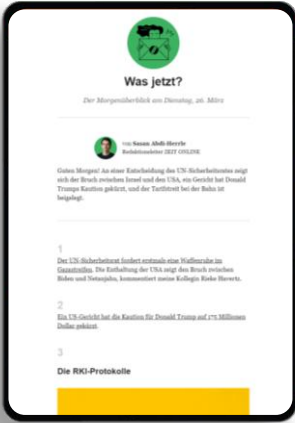 Was jetzt?
Der Morgenüberblick am Dienstag, 26. März
von Susan Abdi-Herrle
Redaktionsleiter ZEIT ONLINE
Guten Morgen! An einer Entscheidung des UN-Sicherheitsrates zeigt
sich der Bruch zwischen Israel und den USA, ein Gericht hat Donald
Trumps Kaution gekürzt, und der Tarifstreit bei der Bahn ist
beigelegt.
1
Der UN-Sicherheitsrat fordert erstmals eine Waffenruhe im
Gazastreifen. Die Enthaltung der USA zeigt den Bruch zwischen
Biden und Netanjahu, kommentiert meine Kollegin Rieke Havertz.
2
Ein US-Gericht hat die Kaution für Donald Trump auf 175 Millionen
Dollar gekürzt.
3
Die RKI-Protokolle